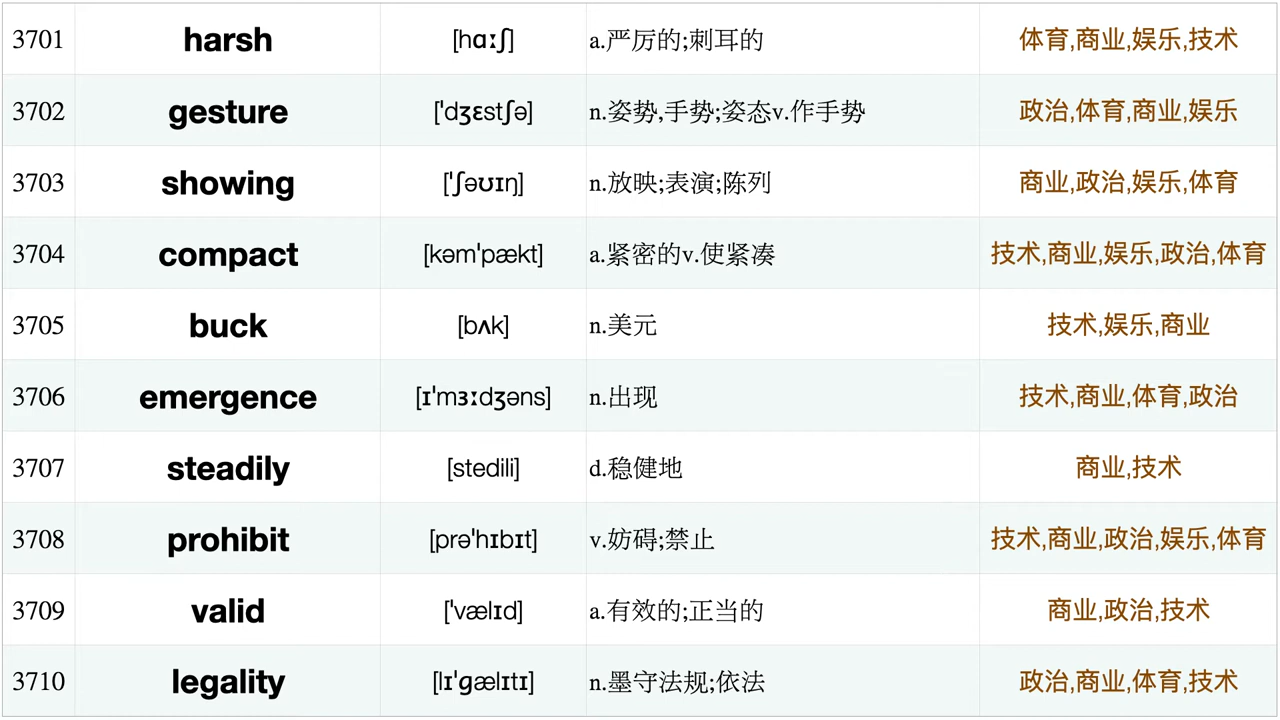 3701 harsh [hɑːʃ] a.严厉的;刺耳的 体育,商业,娱乐,技术
3702 gesture ['dʒɛstʃə] n.姿势,手势;姿态v.作手势 政治,体育,商业,娱乐
3703 showing ['ʃəʊɪŋ] n.放映;表演;陈列 商业,政治,娱乐,体育
3704 compact [kəm'pækt] a.紧密的v.使紧凑 技术,商业,娱乐,政治,体育
3705 buck [bʌk] n.美元 技术,娱乐,商业
3706 emergence [ɪ'mɜːdʒəns] n.出现 技术,商业,体育,政治
3707 steadily [stedili] d.稳健地 商业,技术
3708 prohibit [prə'hɪbɪt] v.妨碍;禁止 技术,商业,政治,娱乐,体育
3709 valid ['vælɪd] a.有效的;正当的 商业,政治,技术
3710 legality [lɪ'ɡælɪtɪ] n.墨守法规;依法 政治,商业,体育,技术